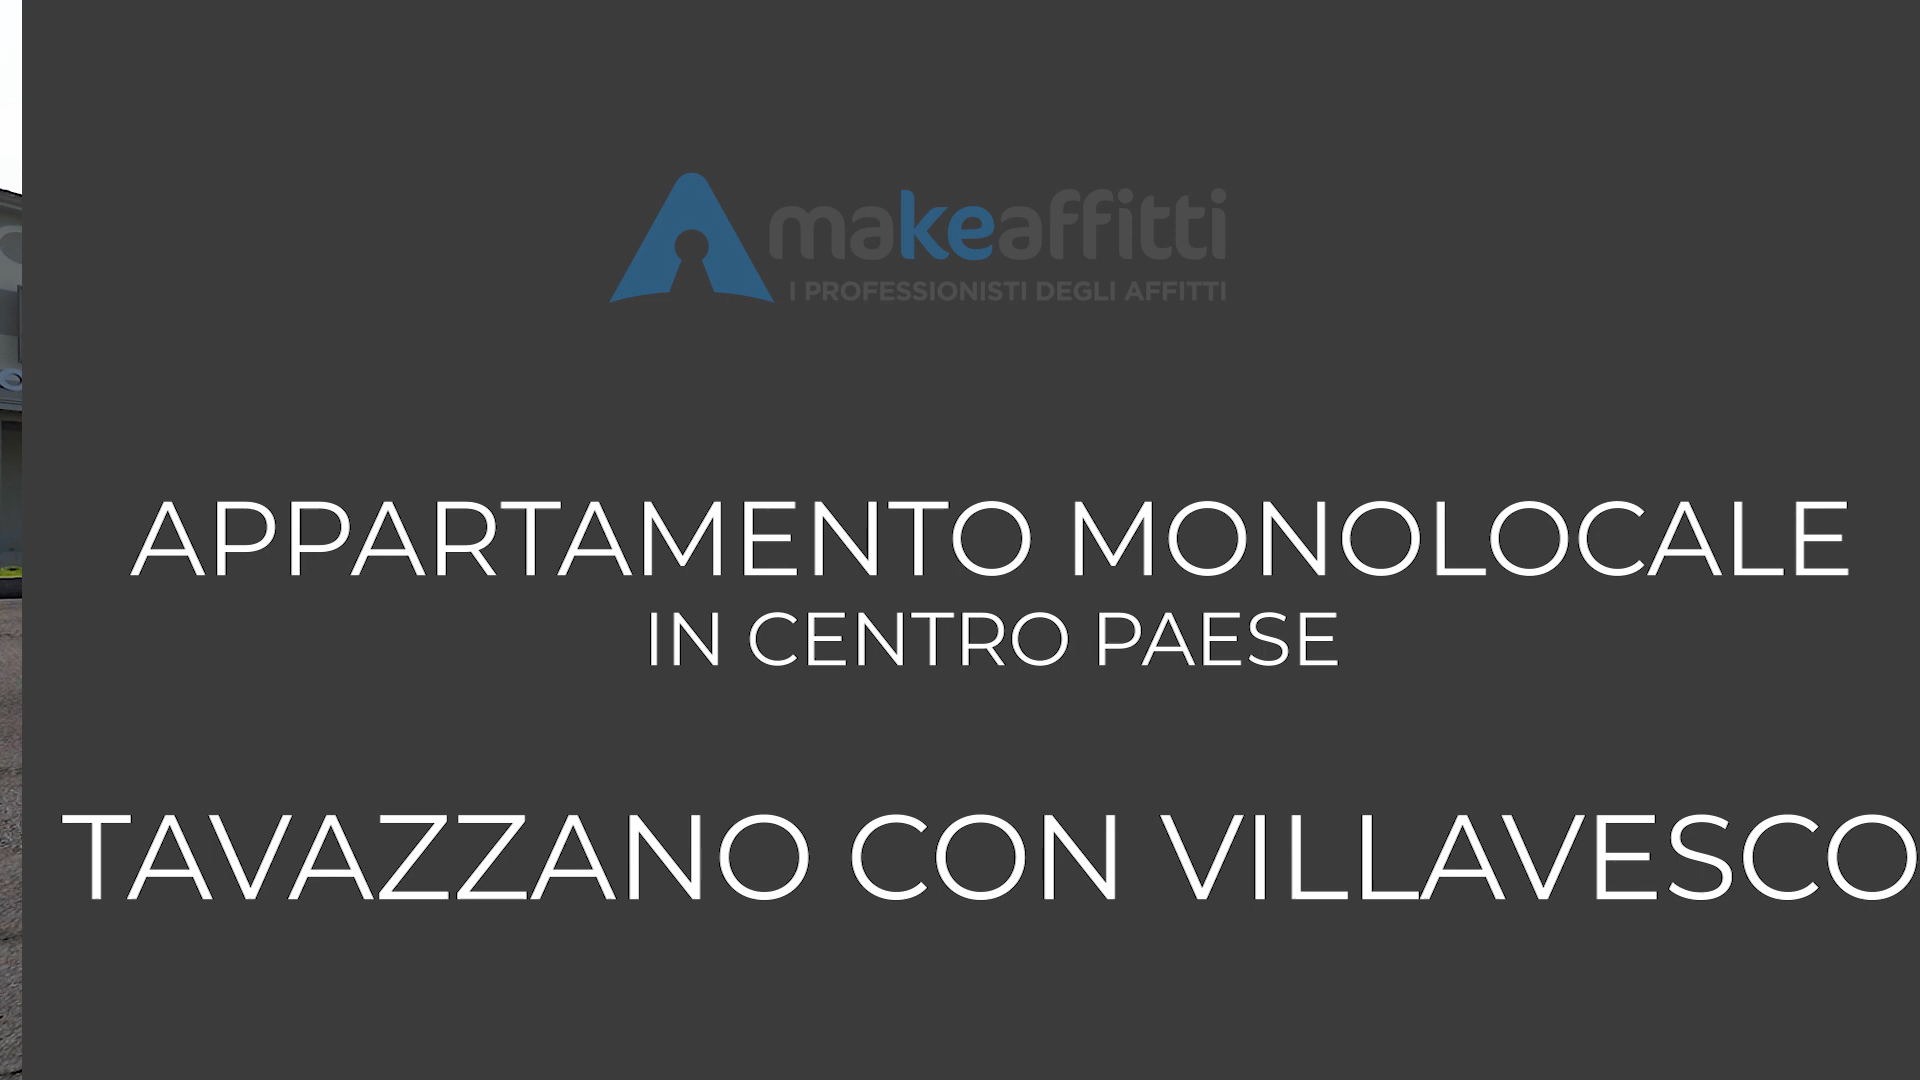 makeaffitti
I PROFESSIONISTI DEGLI AFFITTI
APPARTAMENTO MONOLOCALE
IN CENTRO PAESE
TAVAZZANO CON VILLAVESCO